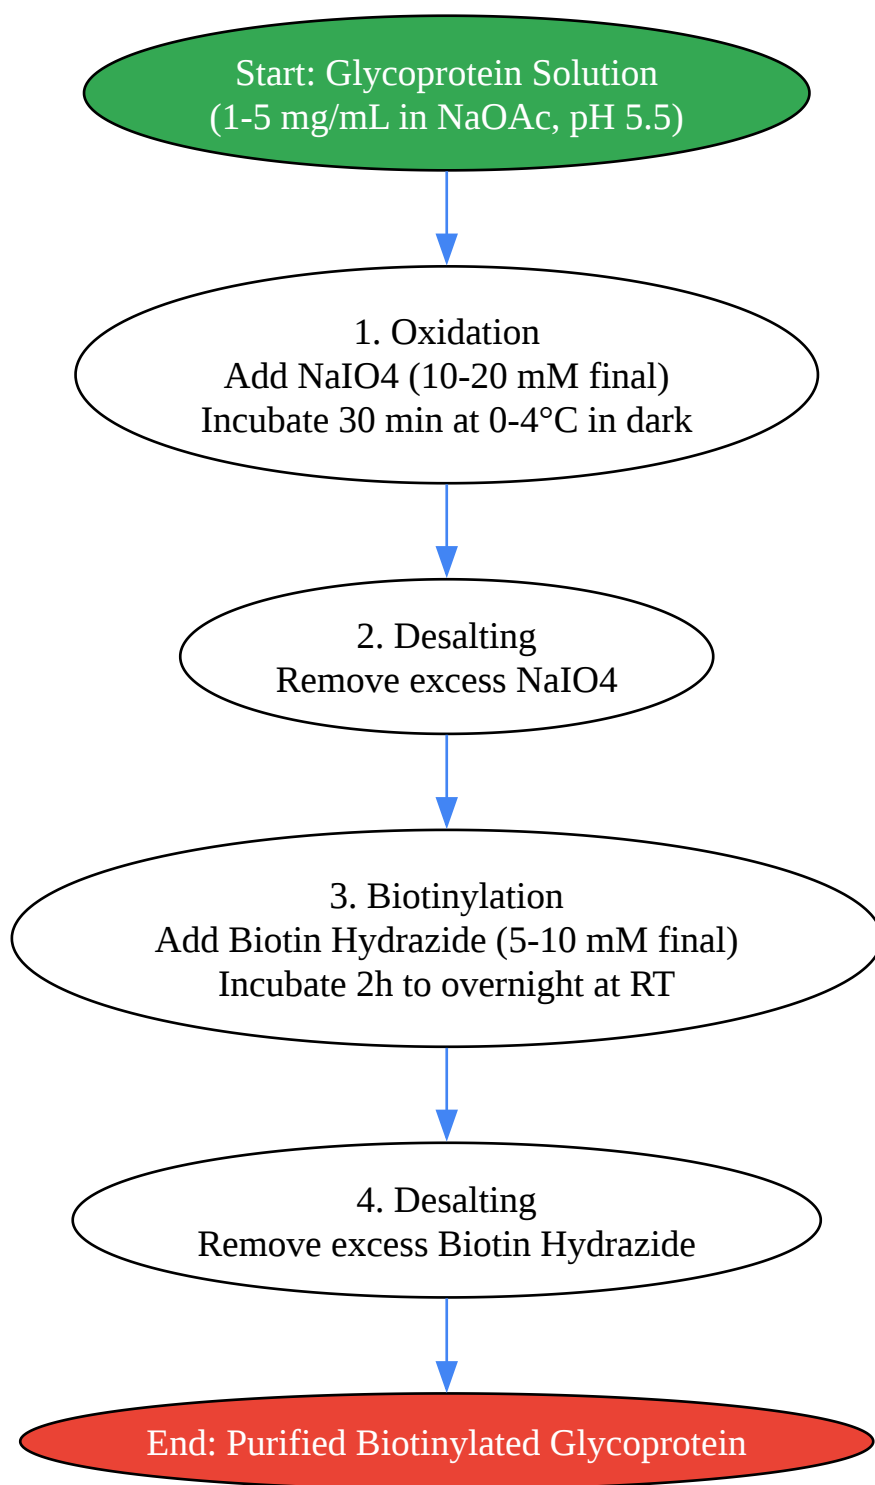 Start: Glycoprotein Solution
(1-5 mg/mL in NaOAc, pH 5.5)
1. Oxidation
Add NaIO4 (10-20 mM final)
Incubate 30 min at 0-4°C in dark
2. Desalting
Remove excess NaIO4
3. Biotinylation
Add Biotin Hydrazide (5-10 mM final)
Incubate 2h to overnight at RT
4. Desalting
Remove excess Biotin Hydrazide
End: Purified Biotinylated Glycoprotein